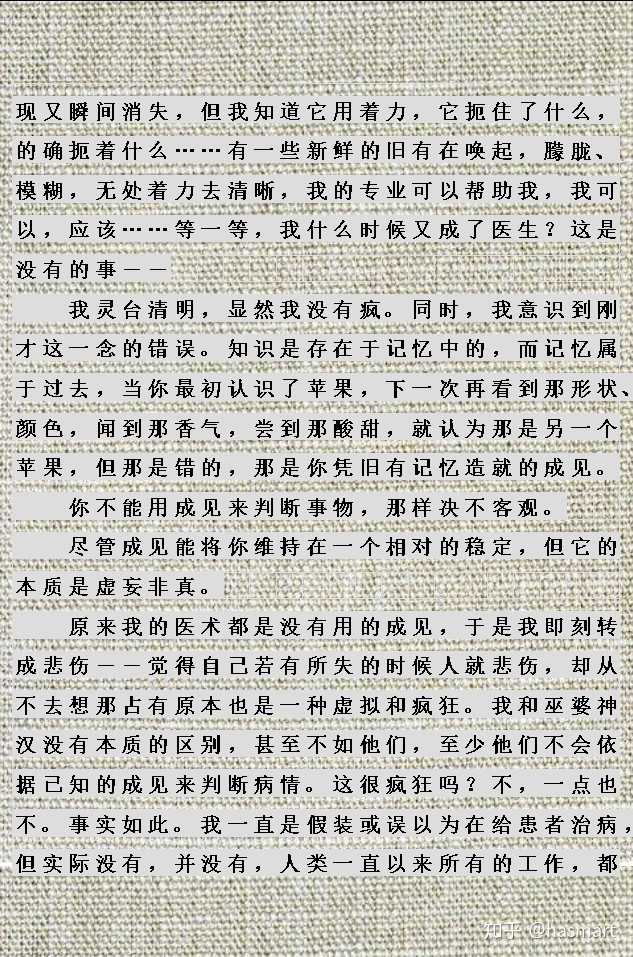 现又瞬间消失，但我知道它用着力，它扼住了什么，
的确扼着什么……有一些新鲜的旧有在唤起，朦胧、
模糊，无处着力去清晰，我的专业可以帮助我，我可
以，应该……等一等，我什么时候又成了医生？这是
没有的事——
我灵台清明，显然我没有疯。同时，我意识到刚
才这一念的错误。知识是存在于记忆中的，而记忆属
于过去，当你最初认识了苹果，下一次再看到那形状、
颜色，闻到那香气，尝到那酸甜，就认为那是另一个
苹果，但那是错的，那是你凭旧有记忆造就的成见。
你不能用成见来判断事物，那样决不客观。
尽管成见能将你维持在一个相对的稳定，但它的
本质是虚妄非真。
原来我的医术都是没有用的成见，于是我即刻转
成悲伤——觉得自己若有所失的时候人就悲伤，却从
不去想那占有原本也是一种虚拟和疯狂。我和巫婆神
汉没有本质的区别，甚至不如他们，至少他们不会依
据已知的成见来判断病情。这很疯狂吗？不，一点也
不。事实如此。我一直是假装或误以为在给患者治病，
但实际没有，并没有，人类一直以来所有的工作，都
知乎 @hasmart